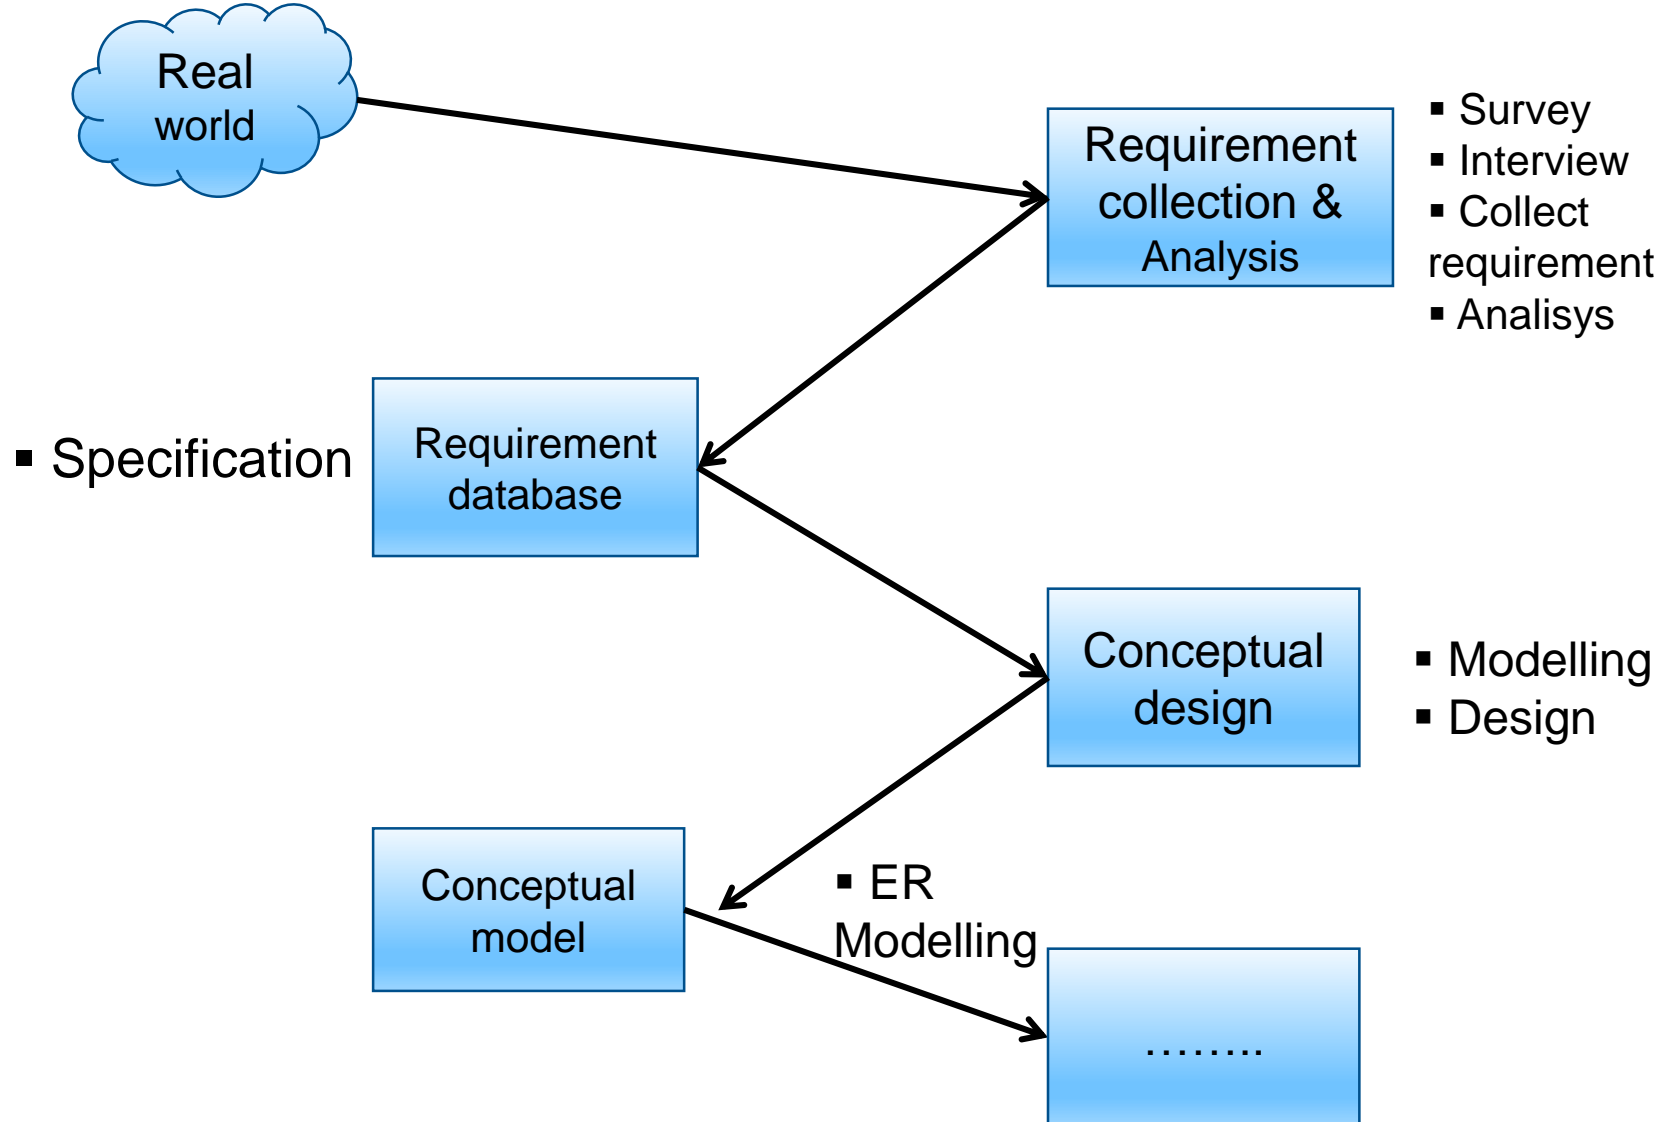 Real
world
Requirement
collection &
Analysis
▪ Survey
▪ Interview
▪ Collect
requirement
▪ Analisys
▪ Specification
Requirement
database
Conceptual
design
▪ Modelling
▪ Design
Conceptual
model
▪ ER
Modelling
……..